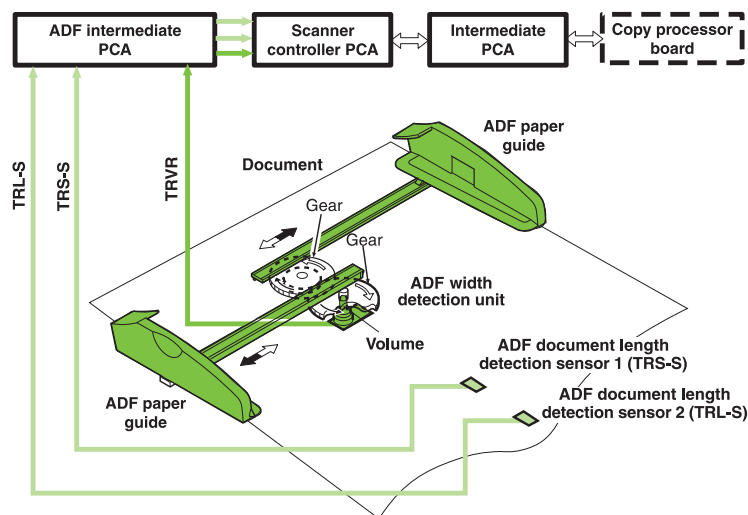 ADF intermediate
PCA
Scanner
controller PCA
Intermediate
PCA
Copy processor
board
TRL-S
TRS-S
TRVR
Document
ADF paper
guide
Gear
Gear
ADF width
detection unit
Volume
ADF document length
detection sensor 1 (TRS-S)
ADF document length
detection sensor 2 (TRL-S)
ADF paper
guide